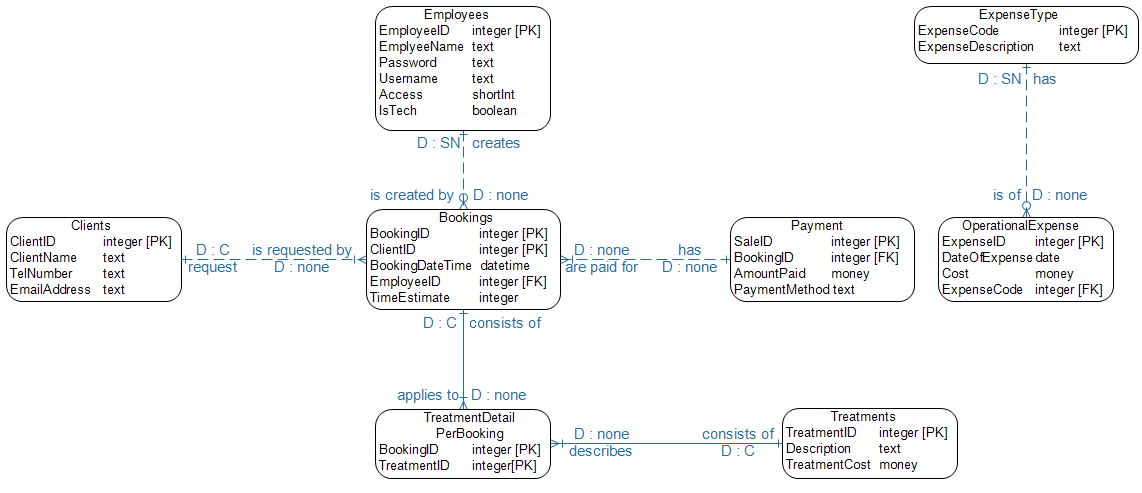 Employees
EmployeeID integer [PK]
EmplyeeName text
Password text
Username text
Access shortInt
IsTech boolean
ExpenseType
ExpenseCode integer [PK]
ExpenseDescription text
D : SN creates
D : SN has
is created by D : none
is of D : none
Clients
ClientID integer [PK]
ClientName text
TelNumber text
EmailAddress text
D : C is requested by
request D : none
Bookings
BookingID integer [PK]
ClientID integer [PK]
BookingDateTime datetime
EmployeeID integer [FK]
TimeEstimate integer
D : none has
are paid for D : none
Payment
SaleID integer [PK]
BookingID integer [FK]
AmountPaid money
PaymentMethod text
OperationalExpense
ExpenseID integer [PK]
DateOfExpense date
Cost money
ExpenseCode integer [FK]
D : C consists of
applies to D : none
TreatmentDetail
PerBooking
BookingID integer [PK]
TreatmentID integer[PK]
D : none consists of
describes D : C
Treatments
TreatmentID integer [PK]
Description text
TreatmentCost money